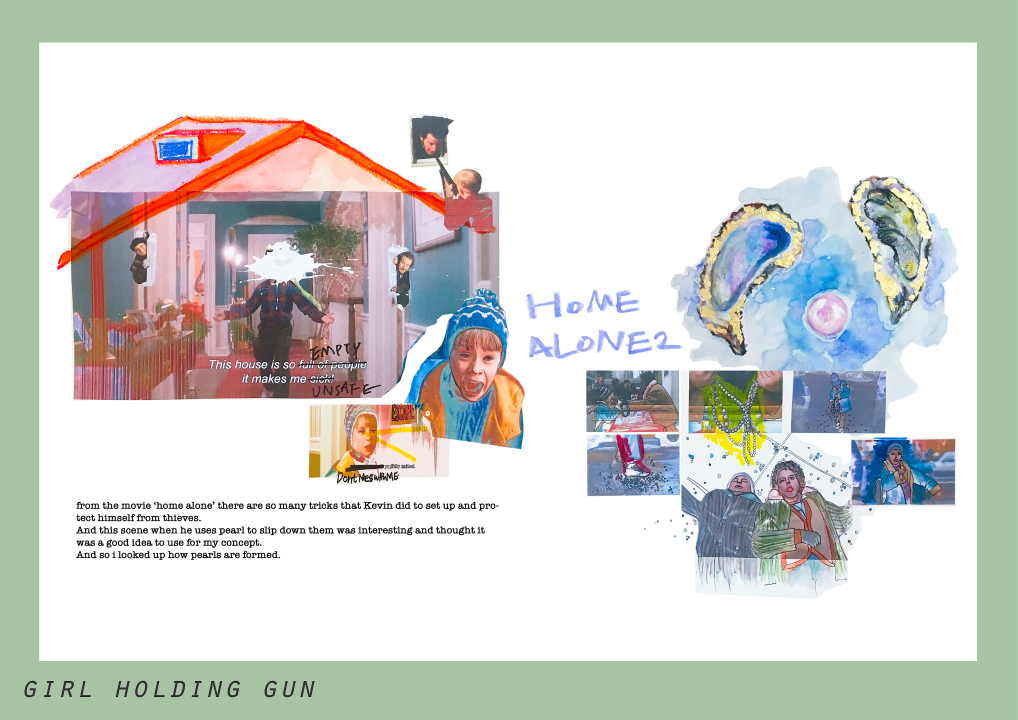 This house is so full of people
EMPTY
it makes me sick!
UNSAFE
HOME
ALONE2
Dont Mess with ME
from the movie ‘home alone’ there are so many tricks that Kevin did to set up and pro-
tect himself from thieves.
And this scene when he uses pearl to slip down them was interesting and thought it
was a good idea to use for my concept.
And so i looked up how pearls are formed.
GIRL HOLDING GUN